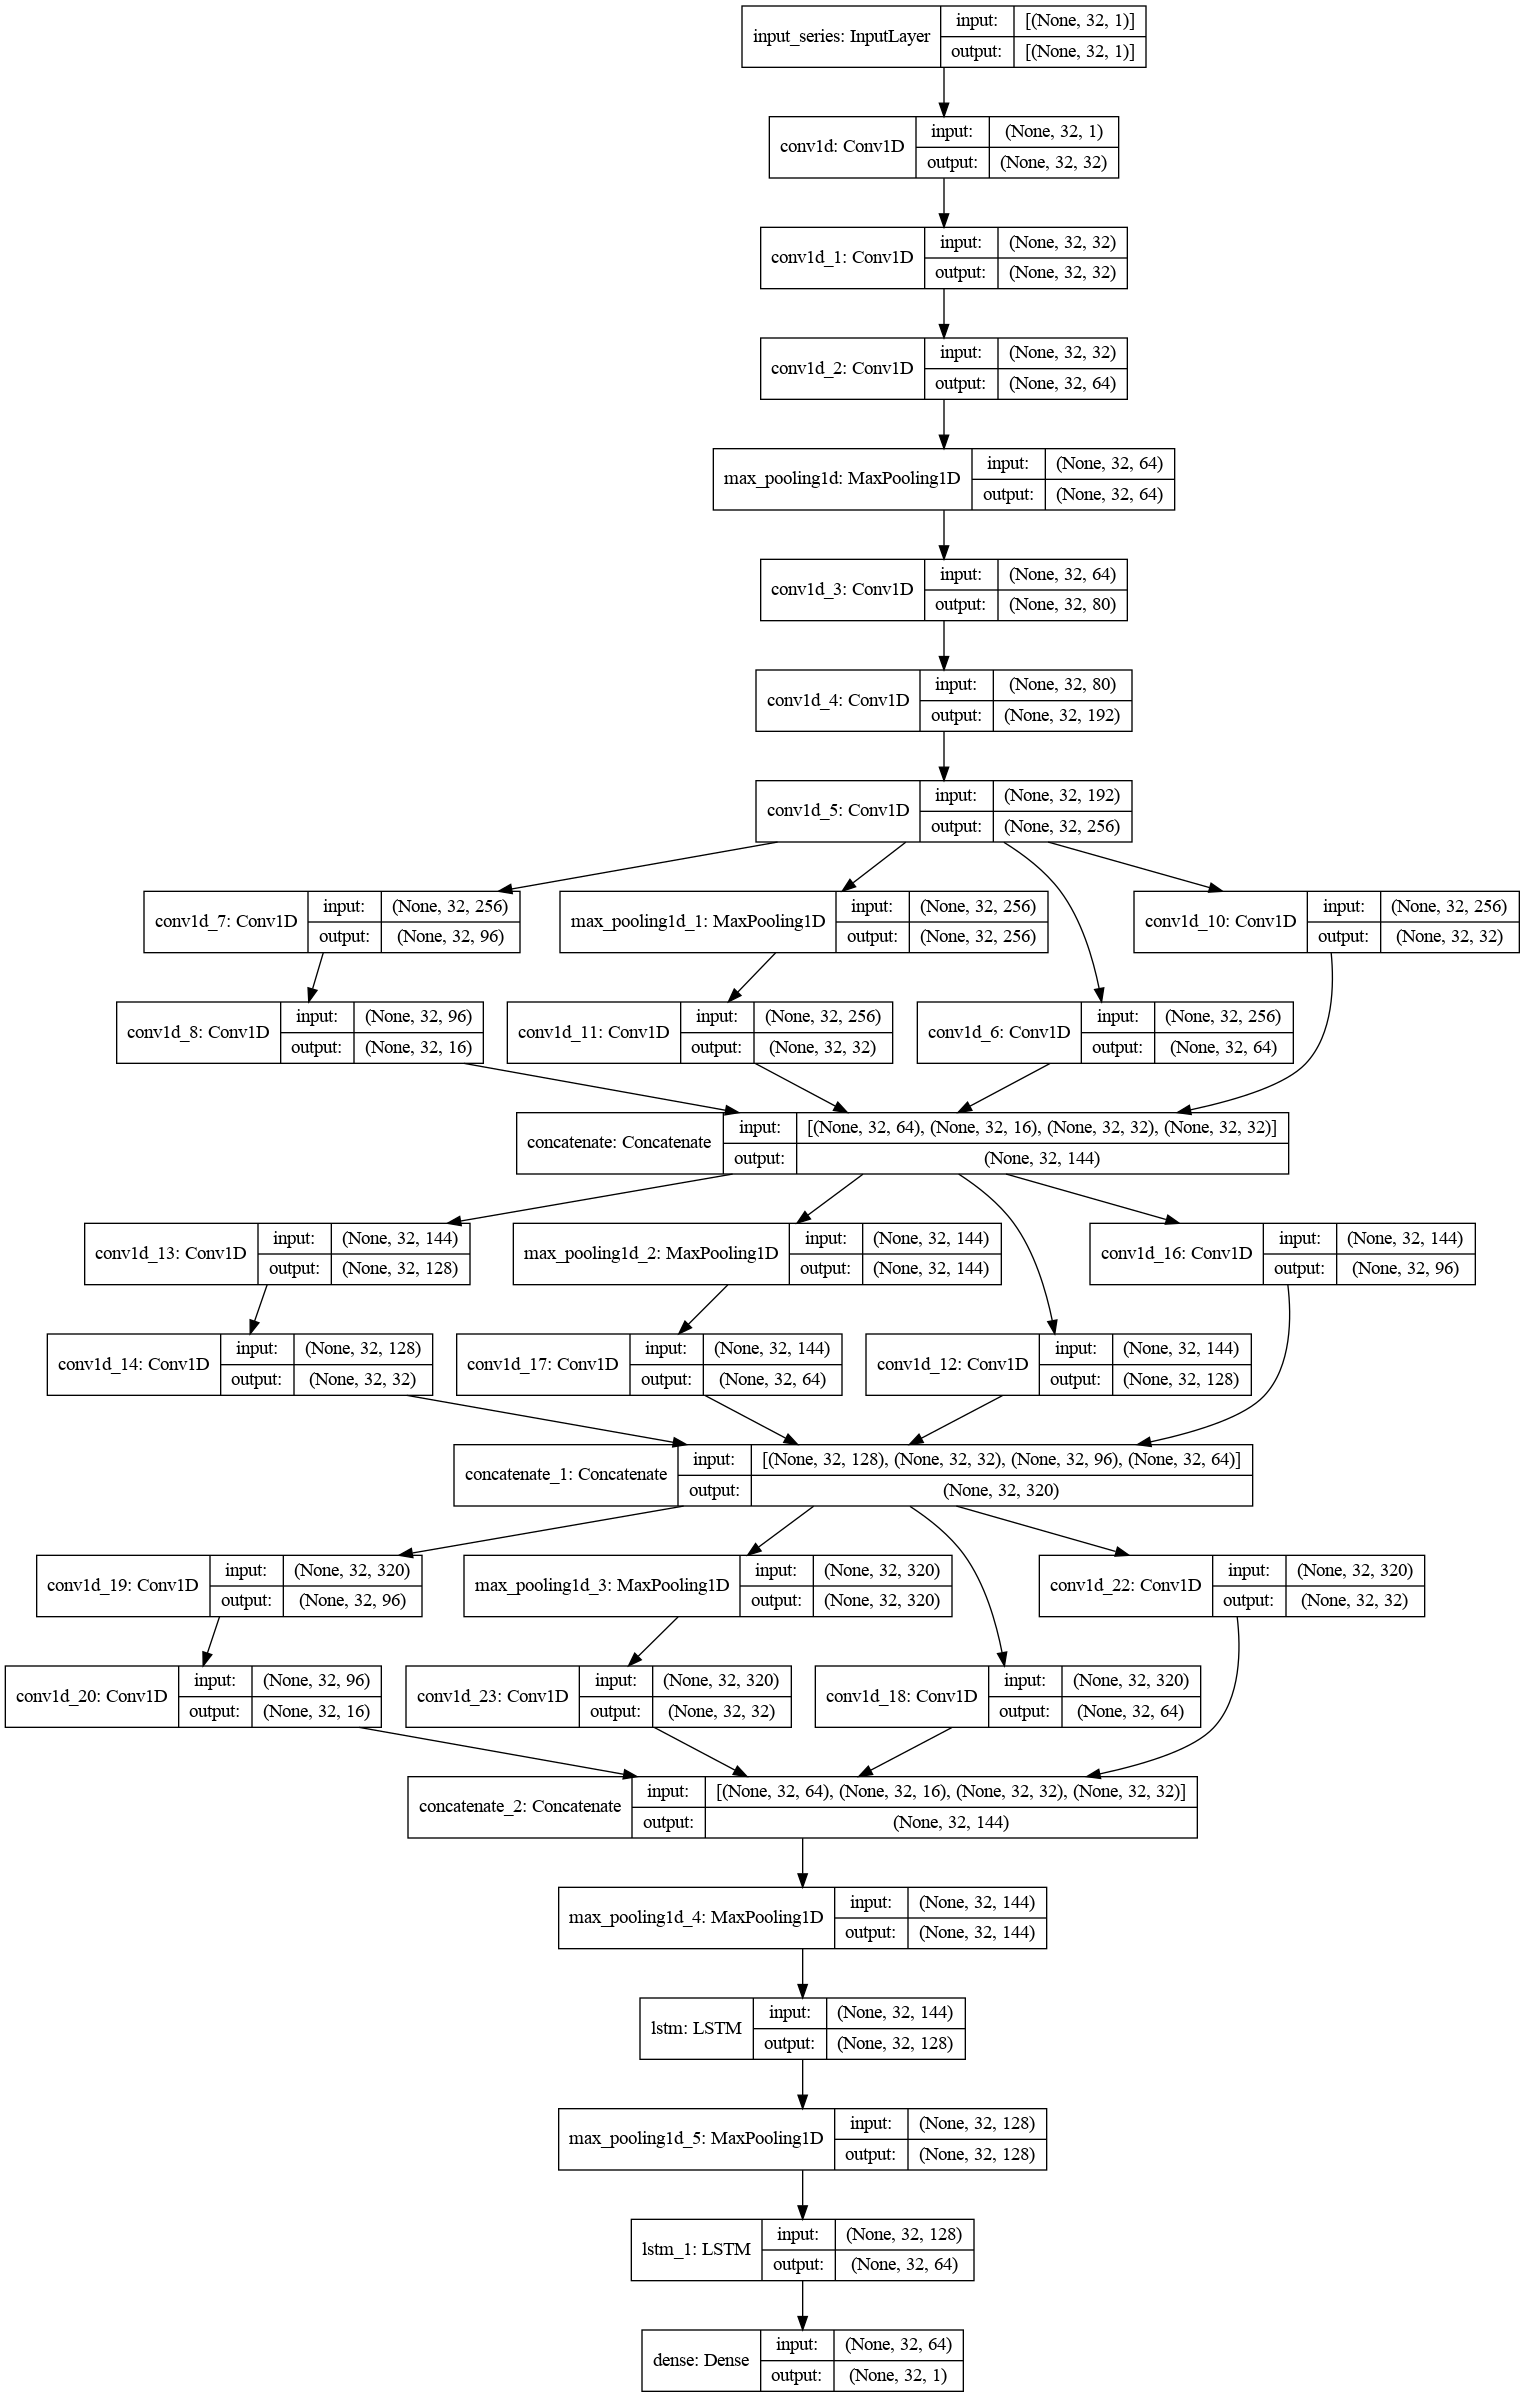 input_series: InputLayer
input: [(None, 32, 1)]
output: [(None, 32, 1)]
conv1d: Conv1D
input: (None, 32, 1)
output: (None, 32, 32)
conv1d_1: Conv1D
input: (None, 32, 32)
output: (None, 32, 32)
conv1d_2: Conv1D
input: (None, 32, 32)
output: (None, 32, 64)
max_pooling1d: MaxPooling1D
input: (None, 32, 64)
output: (None, 32, 64)
conv1d_3: Conv1D
input: (None, 32, 64)
output: (None, 32, 80)
conv1d_4: Conv1D
input: (None, 32, 80)
output: (None, 32, 192)
conv1d_5: Conv1D
input: (None, 32, 192)
output: (None, 32, 256)
conv1d_7: Conv1D
input: (None, 32, 256)
output: (None, 32, 96)
max_pooling1d_1: MaxPooling1D
input: (None, 32, 256)
output: (None, 32, 256)
conv1d_10: Conv1D
input: (None, 32, 256)
output: (None, 32, 32)
conv1d_8: Conv1D
input: (None, 32, 96)
output: (None, 32, 16)
conv1d_11: Conv1D
input: (None, 32, 256)
output: (None, 32, 32)
conv1d_6: Conv1D
input: (None, 32, 256)
output: (None, 32, 64)
concatenate: Concatenate
input: [(None, 32, 64), (None, 32, 16), (None, 32, 32), (None, 32, 32)]
output: (None, 32, 144)
conv1d_13: Conv1D
input: (None, 32, 144)
output: (None, 32, 128)
max_pooling1d_2: MaxPooling1D
input: (None, 32, 144)
output: (None, 32, 144)
conv1d_16: Conv1D
input: (None, 32, 144)
output: (None, 32, 96)
conv1d_14: Conv1D
input: (None, 32, 128)
output: (None, 32, 32)
conv1d_17: Conv1D
input: (None, 32, 144)
output: (None, 32, 64)
conv1d_12: Conv1D
input: (None, 32, 144)
output: (None, 32, 128)
concatenate_1: Concatenate
input: [(None, 32, 128), (None, 32, 32), (None, 32, 96), (None, 32, 64)]
output: (None, 32, 320)
conv1d_19: Conv1D
input: (None, 32, 320)
output: (None, 32, 96)
max_pooling1d_3: MaxPooling1D
input: (None, 32, 320)
output: (None, 32, 320)
conv1d_22: Conv1D
input: (None, 32, 320)
output: (None, 32, 32)
conv1d_20: Conv1D
input: (None, 32, 96)
output: (None, 32, 16)
conv1d_23: Conv1D
input: (None, 32, 320)
output: (None, 32, 32)
conv1d_18: Conv1D
input: (None, 32, 320)
output: (None, 32, 64)
concatenate_2: Concatenate
input: [(None, 32, 64), (None, 32, 16), (None, 32, 32), (None, 32, 32)]
output: (None, 32, 144)
max_pooling1d_4: MaxPooling1D
input: (None, 32, 144)
output: (None, 32, 144)
lstm: LSTM
input: (None, 32, 144)
output: (None, 32, 128)
max_pooling1d_5: MaxPooling1D
input: (None, 32, 128)
output: (None, 32, 128)
lstm_1: LSTM
input: (None, 32, 128)
output: (None, 32, 64)
dense: Dense
input: (None, 32, 64)
output: (None, 32, 1)